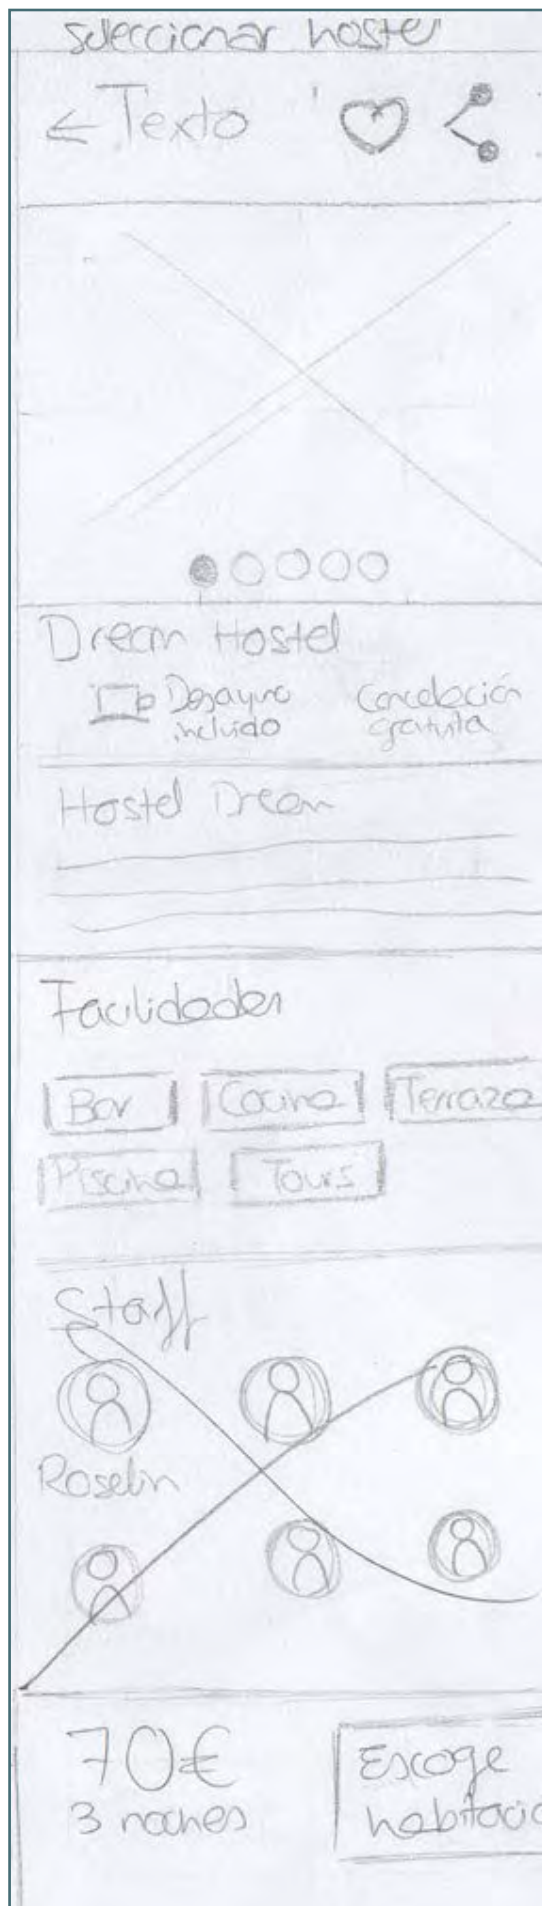 seleccionar hostel
← Texto
Dream Hostel
Desayuno incluido
Cancelación gratuita
Hostel Dream
Facilidades
Bar Cocina Terraza
Piscina Tours
Staff
Roselin
70€
3 noches
Escoge
habitació